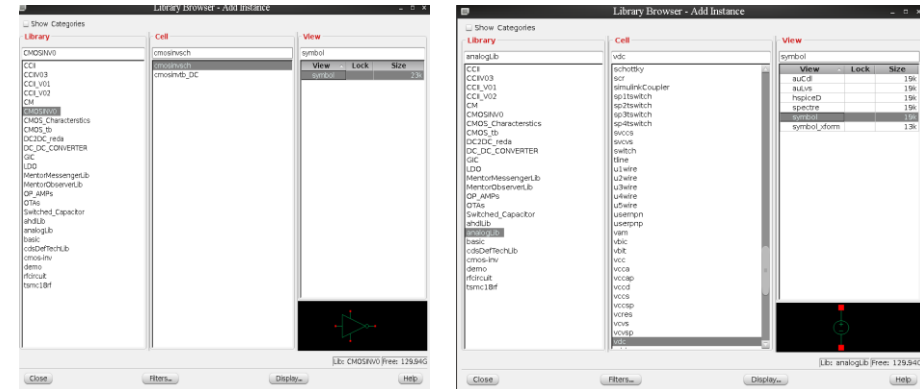 Library Browser - Add Instance
Show Categories
Library
Cell
View
CMOSINV0
cmosinvsch
symbol
CCII
CCIIV03
CCII_V01
CCII_V02
CM
CMOSINV0
CMOS_Characterstics
CMOS_tb
DC2DC_reda
DC_DC_CONVERTER
GIC
LDO
MentorMessengerLib
MentorObserverLib
OP_AMPs
OTAs
Switched_Capacitor
ahdlLib
analogLib
basic
cdsDefTechLib
cmos-inv
demo
rfcircuit
tsmc18rf
cmosinvsch
cmosinvtb_DC
View Lock Size
symbol 23k
Lib: CMOSINV0 Free: 129.94G
Close Filters... Display... Help
Library Browser - Add Instance
Show Categories
Library
Cell
View
analogLib
vdc
symbol
CCII
CCIIV03
CCII_V01
CCII_V02
CM
CMOSINV0
CMOS_Characterstics
CMOS_tb
DC2DC_reda
DC_DC_CONVERTER
GIC
LDO
MentorMessengerLib
MentorObserverLib
OP_AMPs
OTAs
Switched_Capacitor
ahdlLib
analogLib
basic
cdsDefTechLib
cmos-inv
demo
rfcircuit
tsmc18rf
schottky
scr
simulinkCoupler
sp1tswitch
sp2tswitch
sp3tswitch
sp4tswitch
svccs
svcvs
switch
tline
u1wire
u2wire
u3wire
u4wire
u5wire
usernpn
userpnp
vam
vbic
vbit
vcc
vcca
vccap
vccd
vccs
vccsp
vcres
vcvs
vcvsp
vdc
View Lock Size
auCdl 19k
auLvs 19k
hspiceD 19k
spectre 19k
symbol 19k
symbol_xform 13k
Lib: analogLib Free: 129.94G
Close Filters... Display... Help